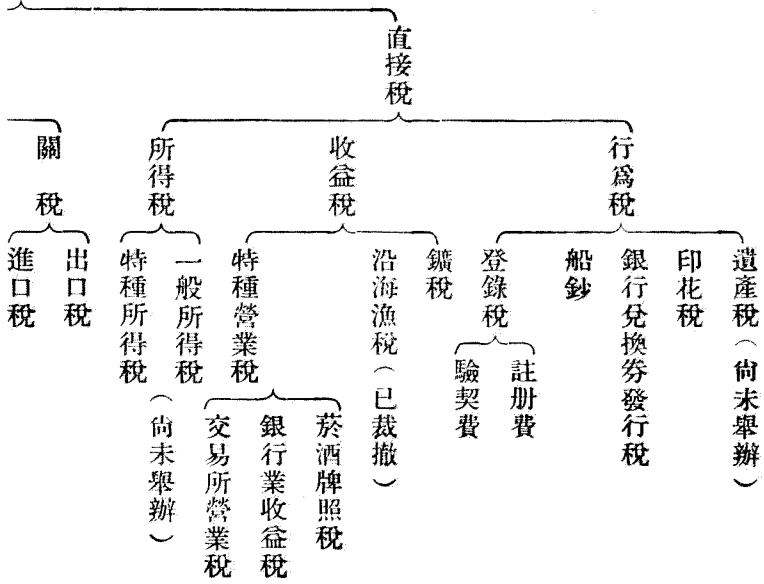 直接稅
行爲稅
遺產稅（尙未舉辦）
印花稅
銀行兌換券發行稅
船鈔
登錄稅
註册費
驗契費
收益稅
鑛稅
沿海漁稅（已裁撤）
特種營業稅
菸酒牌照稅
銀行業收益稅
交易所營業稅
所得稅
一般所得稅（尙未舉辦）
特種所得稅
關稅
出口稅
進口稅